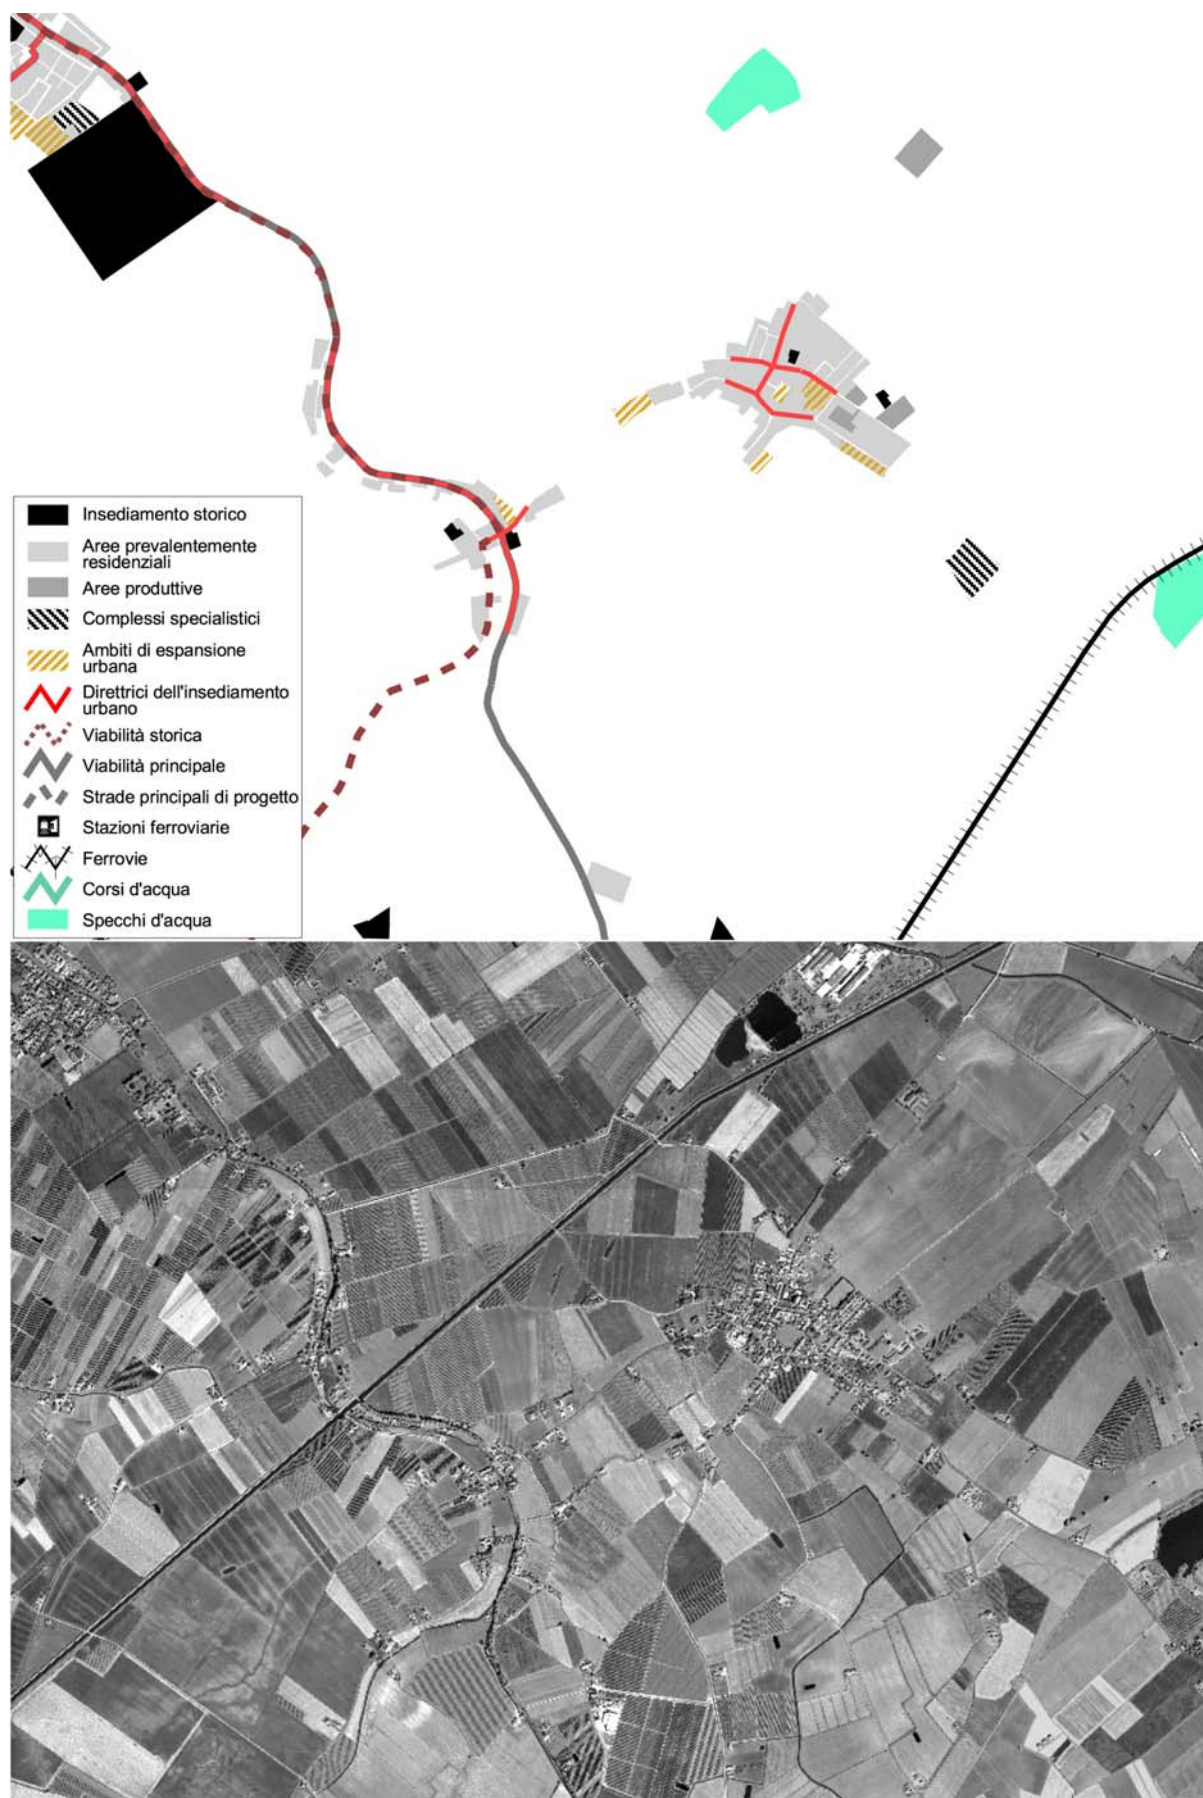 Insediamento storico
Aree prevalentemente
residenziali
Aree produttive
Complessi specialistici
Ambiti di espansione
urbana
Direttrici dell'insediamento
urbano
Viabilità storica
Viabilità principale
Strade principali di progetto
Stazioni ferroviarie
Ferrovie
Corsi d'acqua
Specchi d'acqua